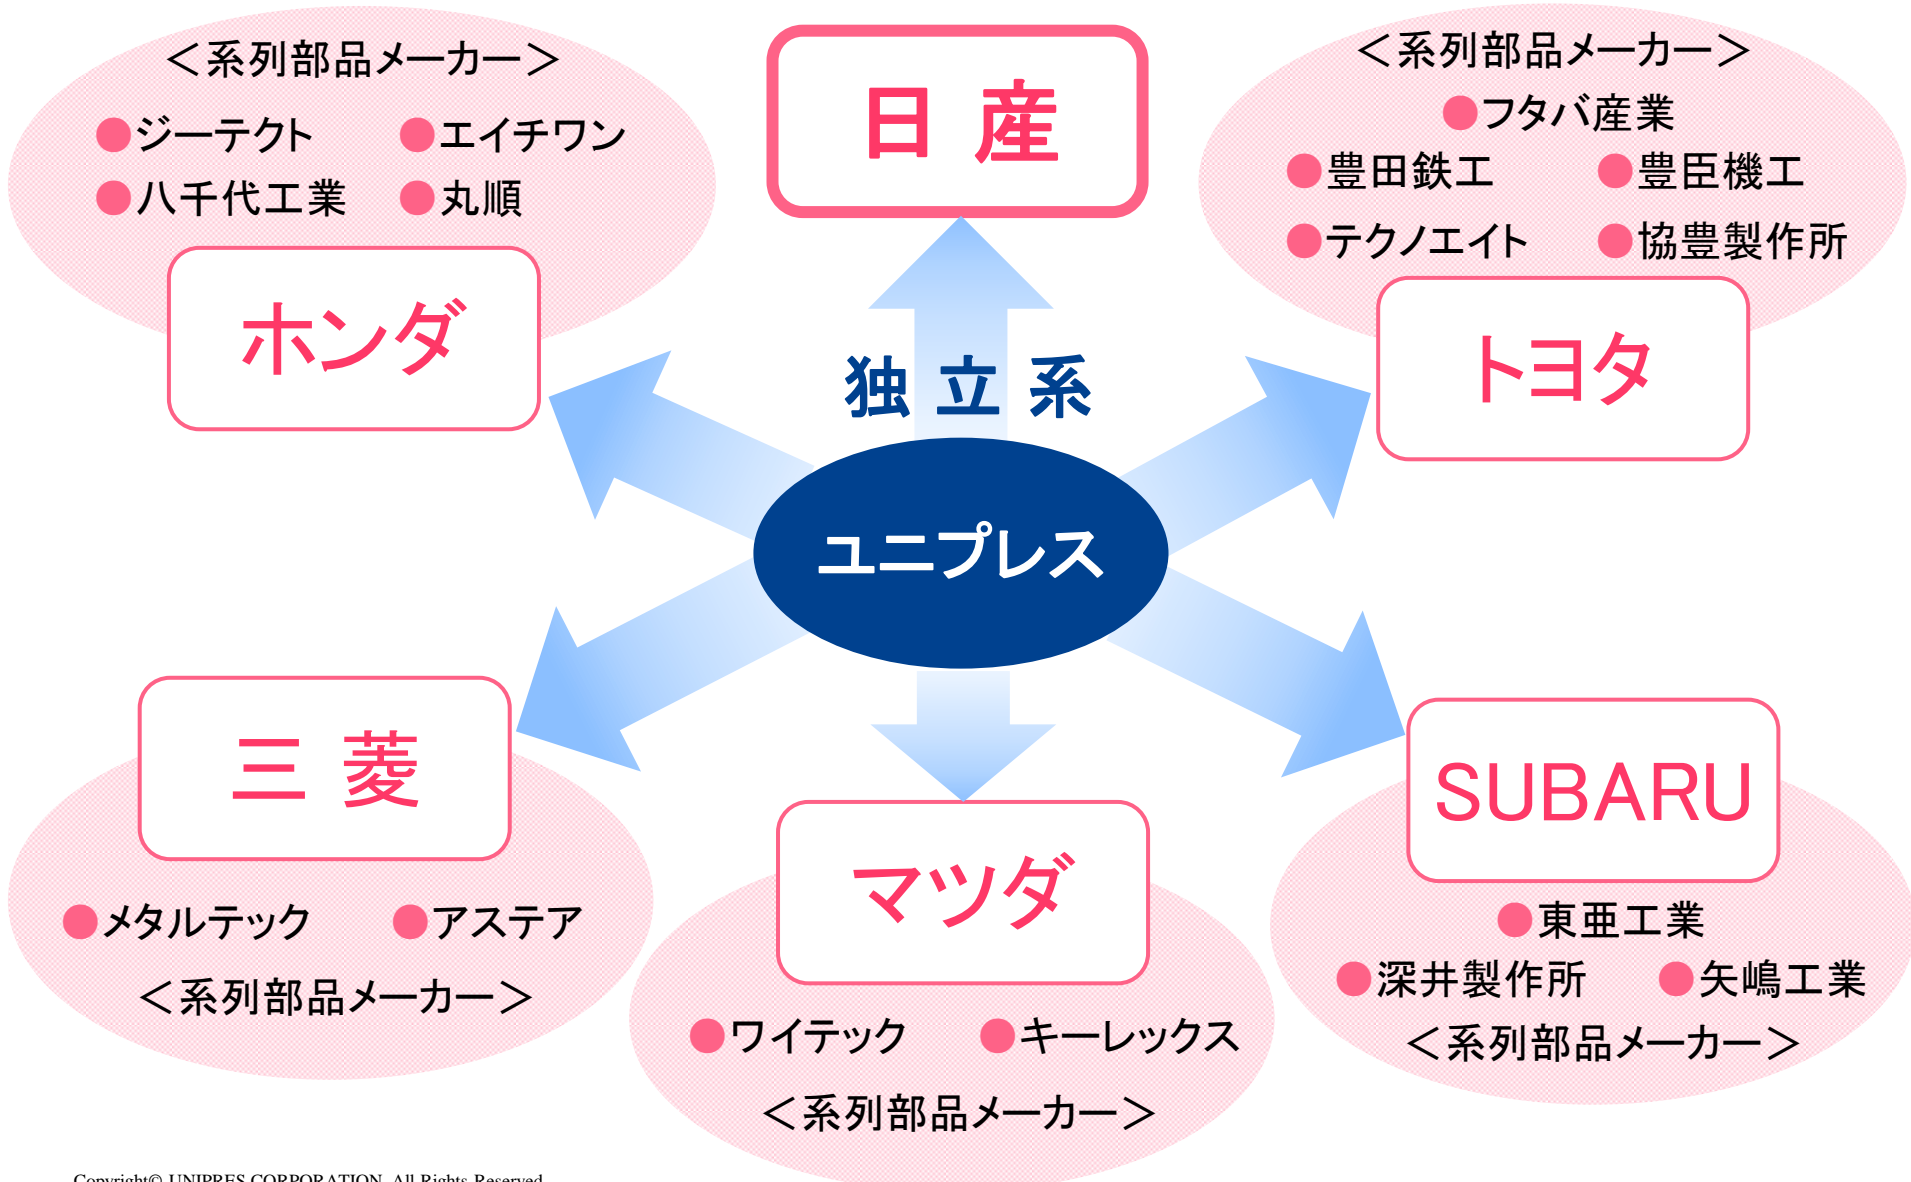 ＜系列部品メーカー＞
●ジーテクト ●エイチワン
●八千代工業 ●丸順
ホンダ
日 産
＜系列部品メーカー＞
●フタバ産業
●豊田鉄工 ●豊臣機工
●テクノエイト ●協豊製作所
トヨタ
独 立 系
ユニプレス
三 菱
●メタルテック ●アステア
＜系列部品メーカー＞
マツダ
●ワイテック ●キーレックス
＜系列部品メーカー＞
SUBARU
●東亜工業
●深井製作所 ●矢嶋工業
＜系列部品メーカー＞
Copyright© UNIPRES CORPORATION. All Rights Reserved